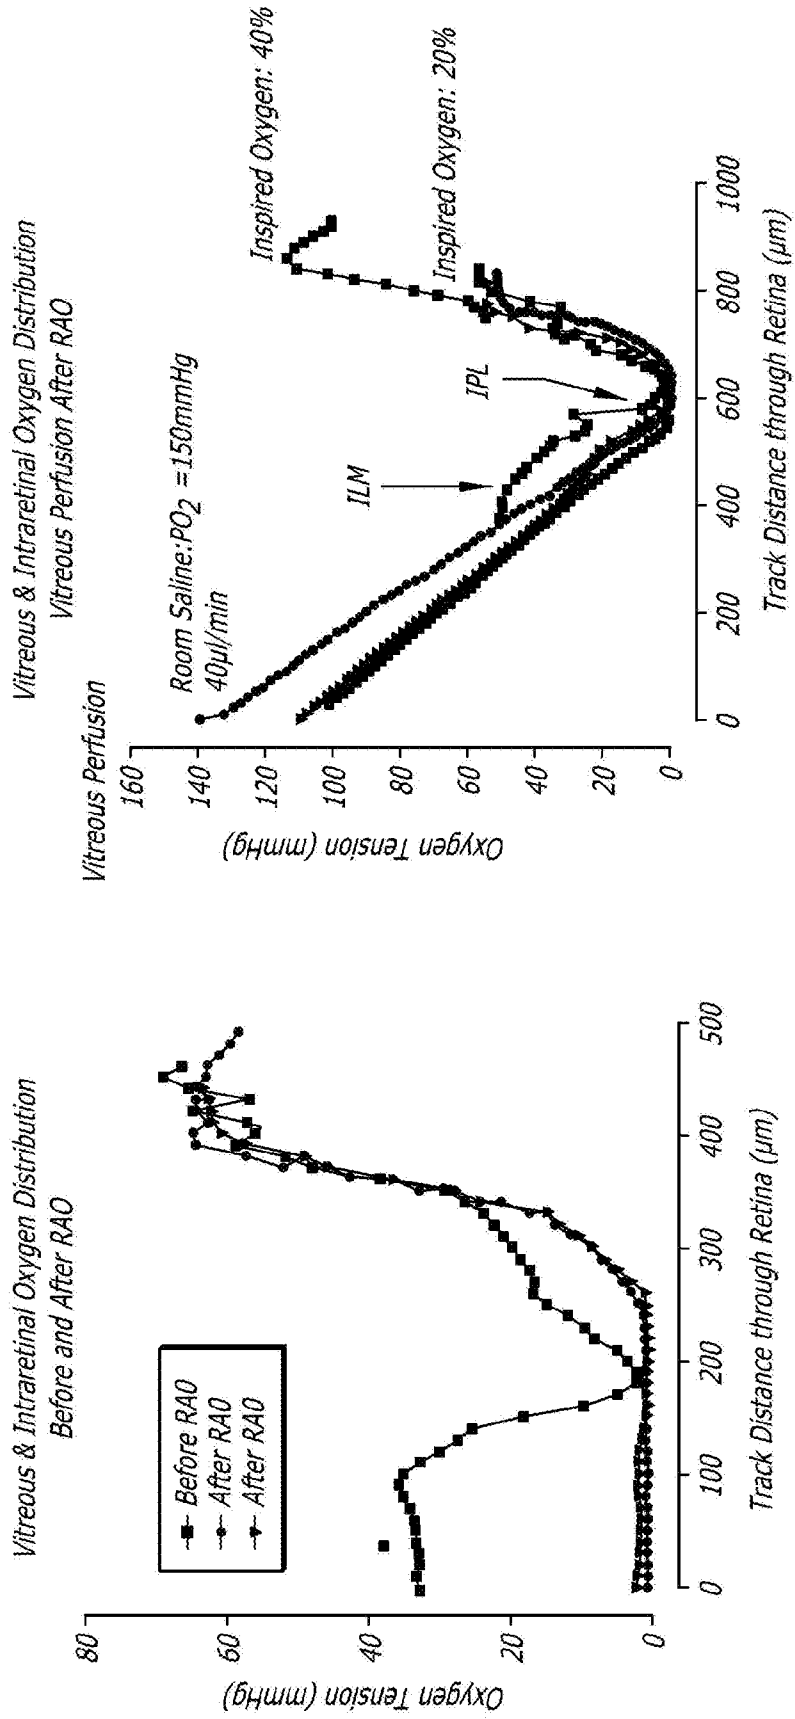 Vitreous & Intraretinal Oxygen Distribution
Before and After RAO
Before RAO
After RAO
After RAO
Oxygen Tension (mmHg)
80
60
40
20
0
0
100
200
300
400
500
Track Distance through Retina (µm)
Vitreous & Intraretinal Oxygen Distribution
Vitreous Perfusion After RAO
Vitreous Perfusion
Room Saline:PO2 =150mmHg
40µl/min
Inspired Oxygen: 40%
Inspired Oxygen: 20%
ILM
IPL
Oxygen Tension (mmHg)
160
140
120
100
80
60
40
20
0
0
200
400
600
800
1000
Track Distance through Retina (µm)